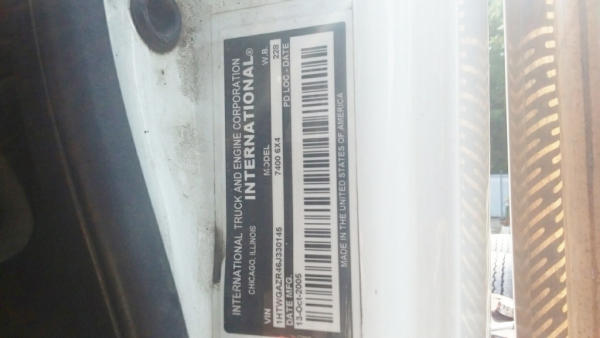 INTERNATIONAL TRUCK AND ENGINE CORPORATION
CHICAGO, ILLINOIS INTERNATIONAL®
VIN MODEL W.B.
1HTWGAZR46J330145 7400 6X4 228
DATE MFG. PD LOC - DATE
13-Oct-2005
MADE IN THE UNITED STATES OF AMERICA